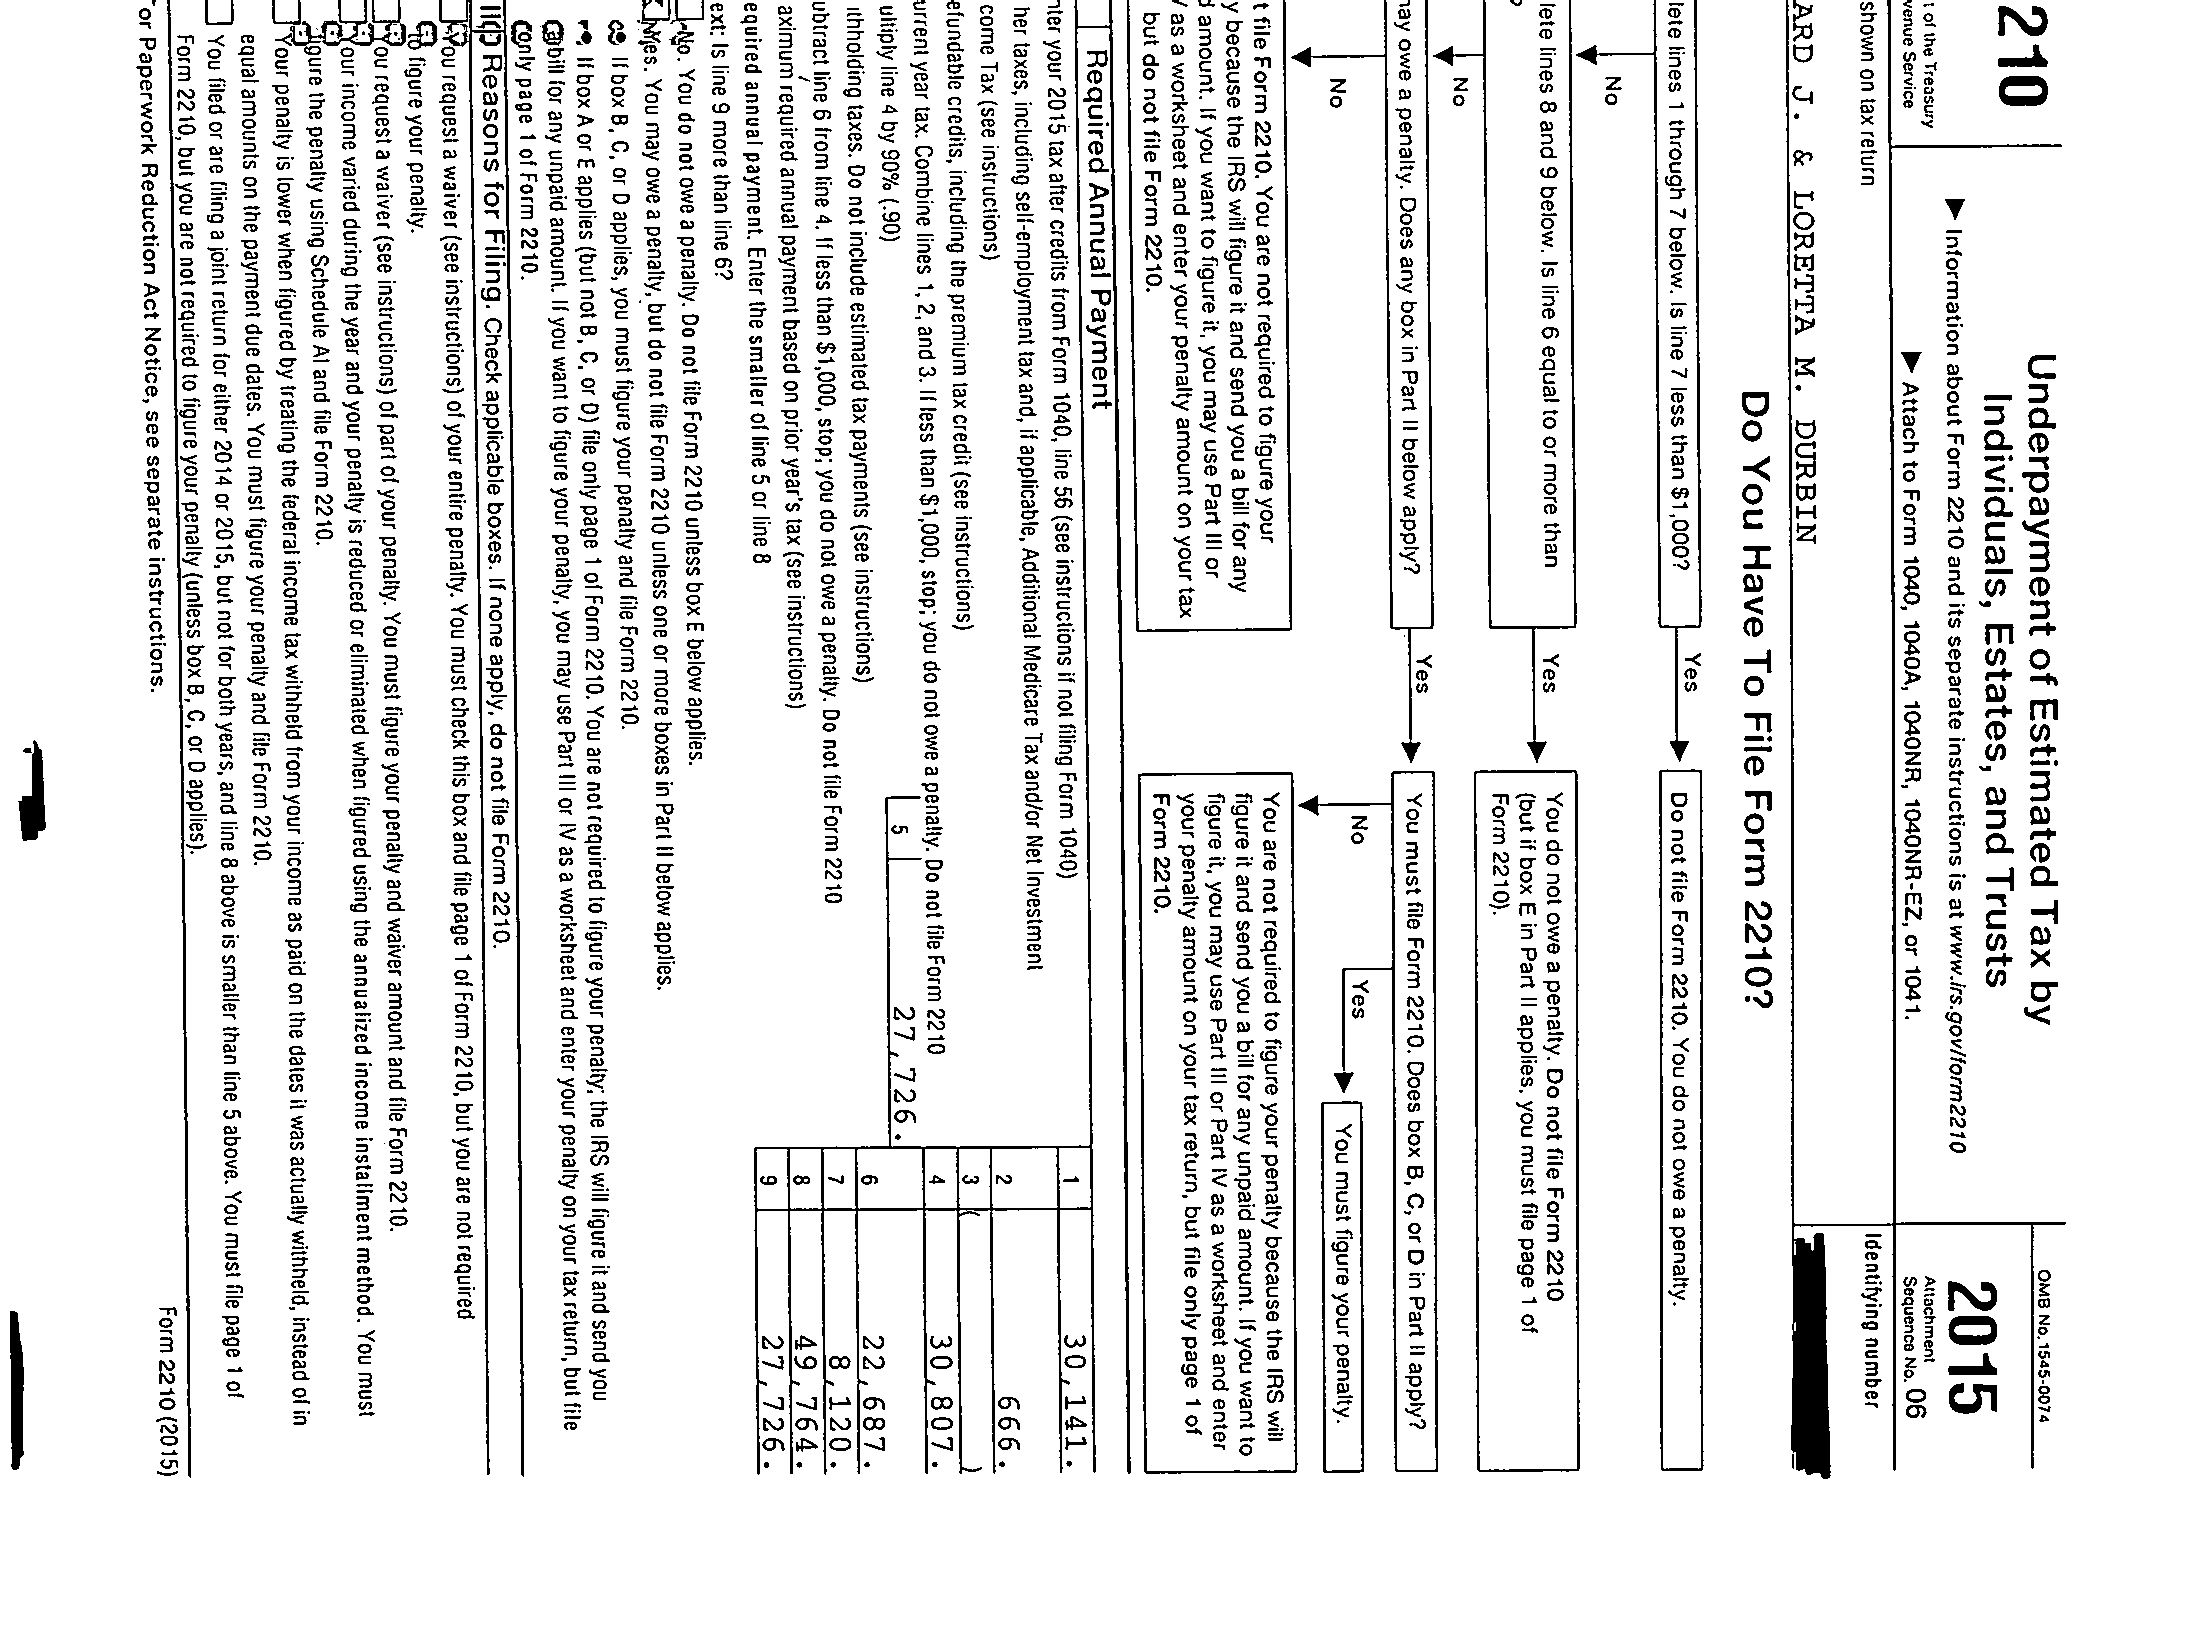 2210
Underpayment of Estimated Tax by
Individuals, Estates, and Trusts
OMB No. 1545-0074
2015
of the Treasury
venue Service
▶ Information about Form 2210 and its separate instructions is at www.irs.gov/form2210
▶ Attach to Form 1040, 1040A, 1040NR, 1040NR-EZ, or 1041.
Attachment
Sequence No. 06
shown on tax return
Identifying number
ARD J. & LORETTA M. DURBIN
Do You Have To File Form 2210?
lete lines 1 through 7 below. Is line 7 less than $1,000?
Yes
Do not file Form 2210. You do not owe a penalty.
No
lete lines 8 and 9 below. Is line 6 equal to or more than
Yes
You do not owe a penalty. Do not file Form 2210
(but if box E in Part II applies, you must file page 1 of
Form 2210).
No
may owe a penalty. Does any box in Part II below apply?
Yes
You must file Form 2210. Does box B, C, or D in Part II apply?
No
No
Yes
You must figure your penalty.
t file Form 2210. You are not required to figure your
y because the IRS will figure it and send you a bill for any
d amount. If you want to figure it, you may use Part III or
as a worksheet and enter your penalty amount on your tax
but do not file Form 2210.
You are not required to figure your penalty because the IRS will
figure it and send you a bill for any unpaid amount. If you want to
figure it, you may use Part III or Part IV as a worksheet and enter
your penalty amount on your tax return, but file only page 1 of
Form 2210.
Required Annual Payment
nter your 2015 tax after credits from Form 1040, line 56 (see instructions if not filing Form 1040) 1 30,141.
her taxes, including self-employment tax and, if applicable, Additional Medicare Tax and/or Net Investment
come Tax (see instructions) 2 666.
efundable credits, including the premium tax credit (see instructions) 3 ( )
urrent year tax. Combine lines 1, 2, and 3. If less than $1,000, stop; you do not owe a penalty. Do not file Form 2210 4 30,807.
ultiply line 4 by 90% (.90) 5 27,726.
ithholding taxes. Do not include estimated tax payments (see instructions) 6 22,687.
ubtract line 6 from line 4. If less than $1,000, stop; you do not owe a penalty. Do not file Form 2210 7 8,120.
aximum required annual payment based on prior year's tax (see instructions) 8 49,764.
equired annual payment. Enter the smaller of line 5 or line 8 9 27,726.
ext: Is line 9 more than line 6?
No. You do not owe a penalty. Do not file Form 2210 unless box E below applies.
Yes. You may owe a penalty, but do not file Form 2210 unless one or more boxes in Part II below applies.
If box B, C, or D applies, you must figure your penalty and file Form 2210.
If box A or E applies (but not B, C, or D) file only page 1 of Form 2210. You are not required to figure your penalty; the IRS will figure it and send you
bill for any unpaid amount. If you want to figure your penalty, you may use Part III or IV as a worksheet and enter your penalty on your tax return, but file
only page 1 of Form 2210.
Reasons for Filing. Check applicable boxes. If none apply, do not file Form 2210.
You request a waiver (see instructions) of your entire penalty. You must check this box and file page 1 of Form 2210, but you are not required
to figure your penalty.
You request a waiver (see instructions) of part of your penalty. You must figure your penalty and waiver amount and file Form 2210.
Your income varied during the year and your penalty is reduced or eliminated when figured using the annualized income installment method. You must
figure the penalty using Schedule AI and file Form 2210.
Your penalty is lower when figured by treating the federal income tax withheld from your income as paid on the dates it was actually withheld, instead of in
equal amounts on the payment due dates. You must figure your penalty and file Form 2210.
You filed or are filing a joint return for either 2014 or 2015, but not for both years, and line 8 above is smaller than line 5 above. You must file page 1 of
Form 2210, but you are not required to figure your penalty (unless box B, C, or D applies).
or Paperwork Reduction Act Notice, see separate instructions.
Form 2210 (2015)